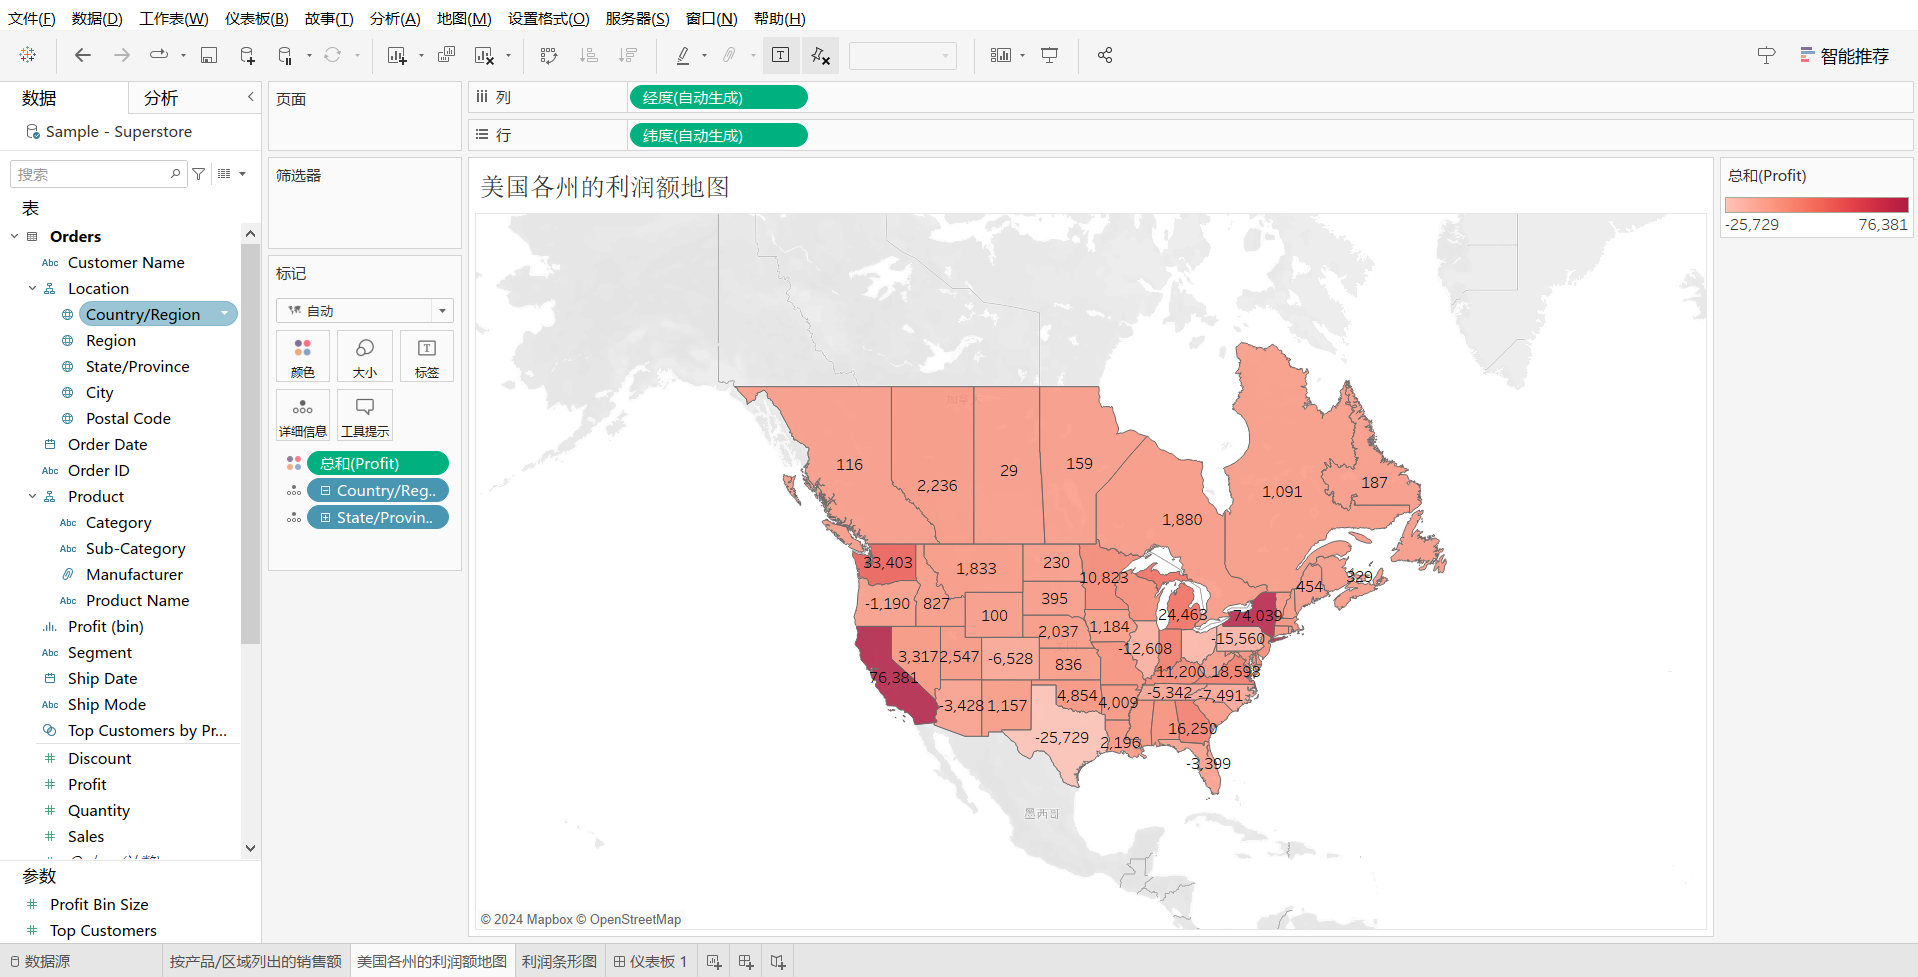 文件(F) 数据(D) 工作表(W) 仪表板(B) 故事(T) 分析(A) 地图(M) 设置格式(O) 服务器(S) 窗口(N) 帮助(H)
智能推荐
数据 分析
Sample - Superstore
搜索
表
Orders
Abc Customer Name
Location
Country/Region
Region
State/Province
City
Postal Code
Order Date
Abc Order ID
Product
Abc Category
Abc Sub-Category
Manufacturer
Abc Product Name
Profit (bin)
Abc Segment
Ship Date
Abc Ship Mode
Top Customers by Pr...
Discount
Profit
Quantity
Sales
参数
Profit Bin Size
Top Customers
页面
筛选器
标记
自动
颜色 大小 标签
详细信息 工具提示
总和(Profit)
Country/Reg..
State/Provin..
列 经度(自动生成)
行 纬度(自动生成)
美国各州的利润额地图
116
2,236
29
159
1,880
1,091
187
33,403
1,833
230
10,823
454
329
-1,190
827
100
395
24,463
74,039
2,037
1,184
-15,560
3,317
2,547
-6,528
836
-12,608
76,381
11,200
18,598
-3,428
1,157
4,854
4,009
-5,342
-7,491
-25,729
2,196
16,250
-3,399
墨西哥
© 2024 Mapbox © OpenStreetMap
总和(Profit)
-25,729 76,381
数据源 按产品/区域列出的销售额 美国各州的利润额地图 利润条形图 仪表板 1